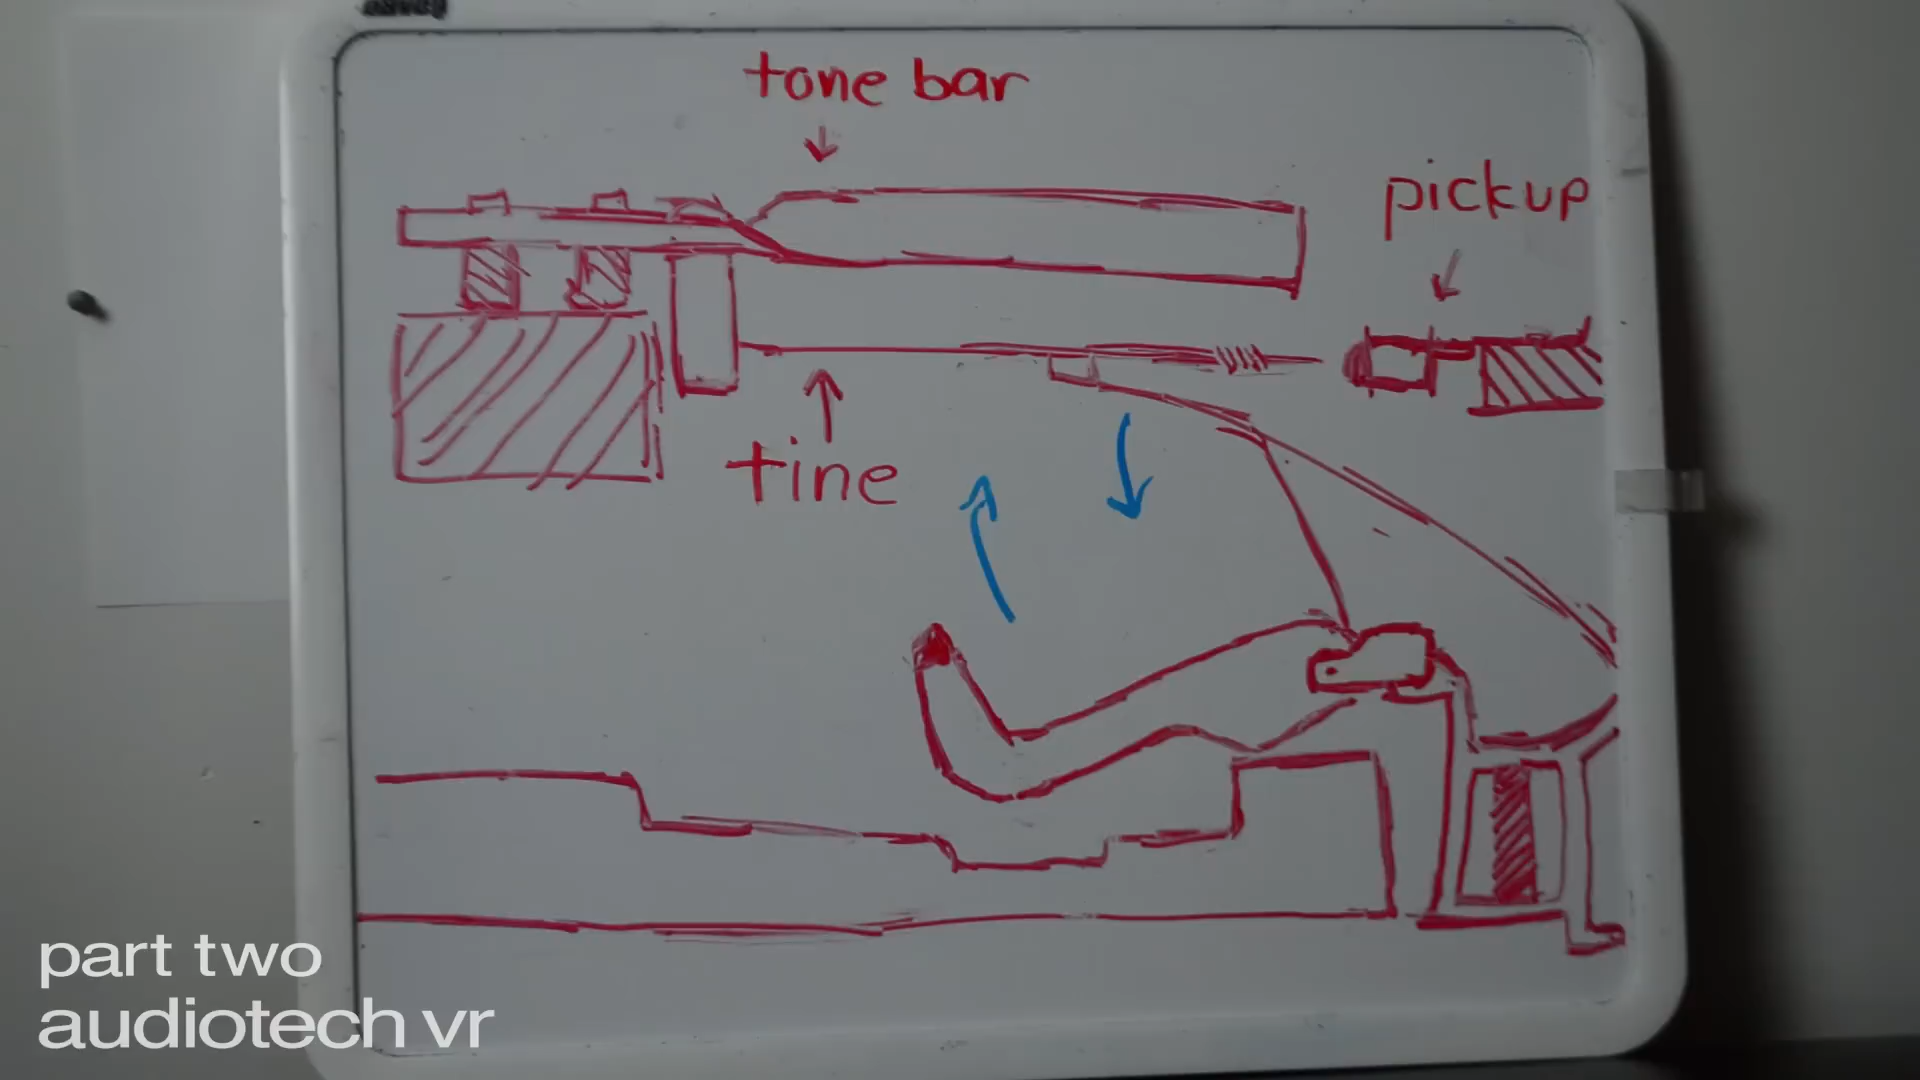 tone bar
pickup
tine
part two
audiotech vr